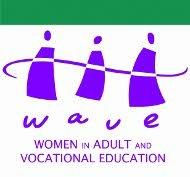 wave
WOMEN IN ADULT AND
VOCATIONAL EDUCATION